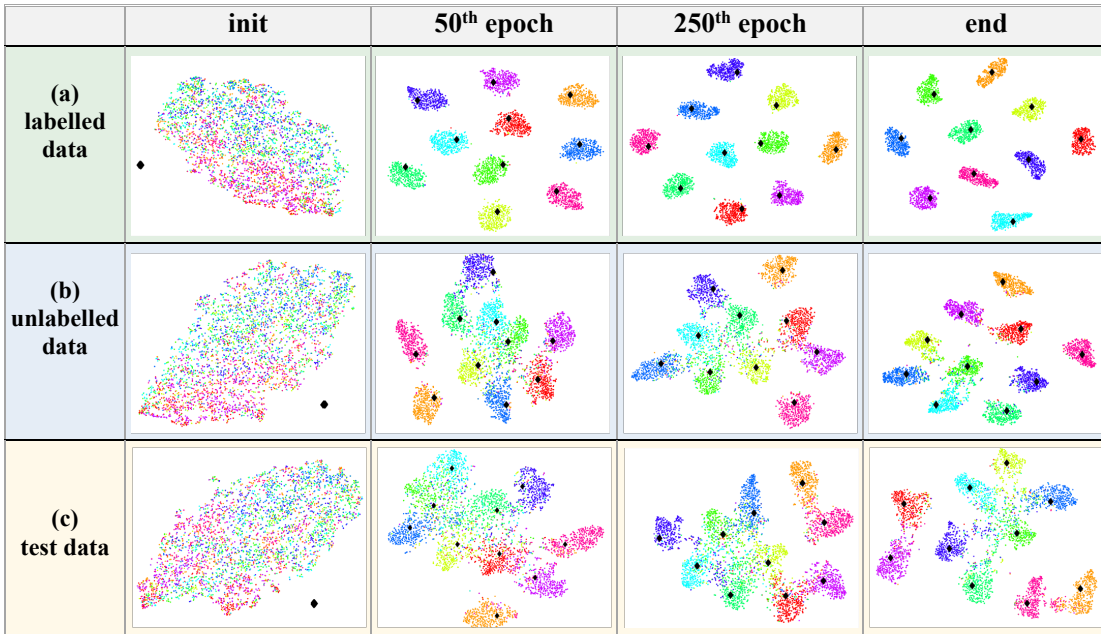 init
50th epoch
250th epoch
end
(a)
labelled
data
(b)
unlabelled
data
(c)
test data